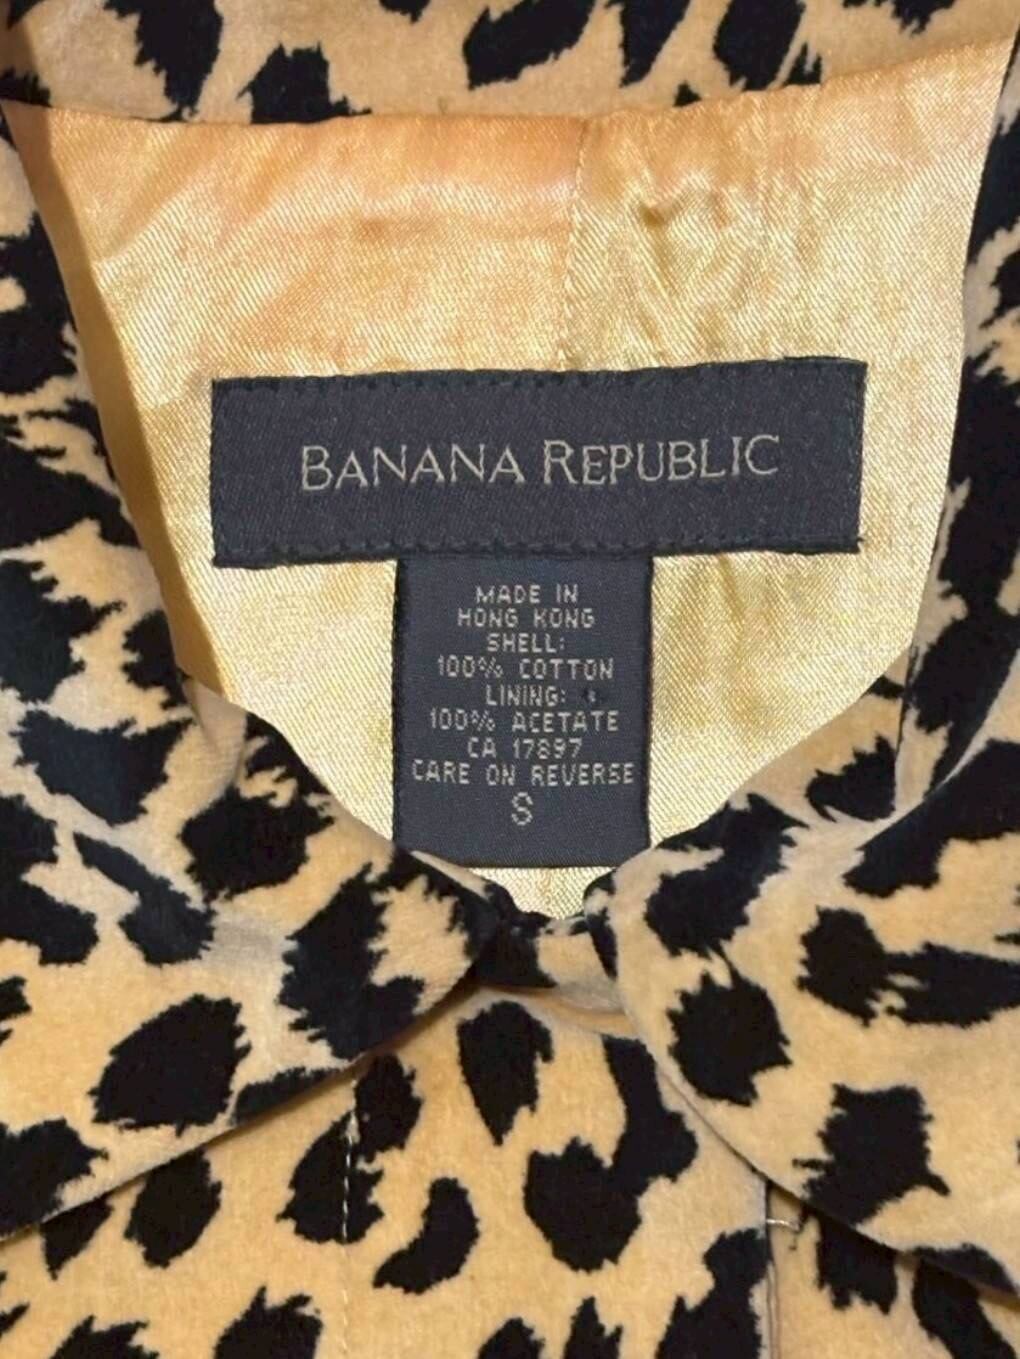 BANANA REPUBLIC
MADE IN
HONG KONG
SHELL:
100% COTTON
LINING:
100% ACETATE
CA 17897
CARE ON REVERSE
S